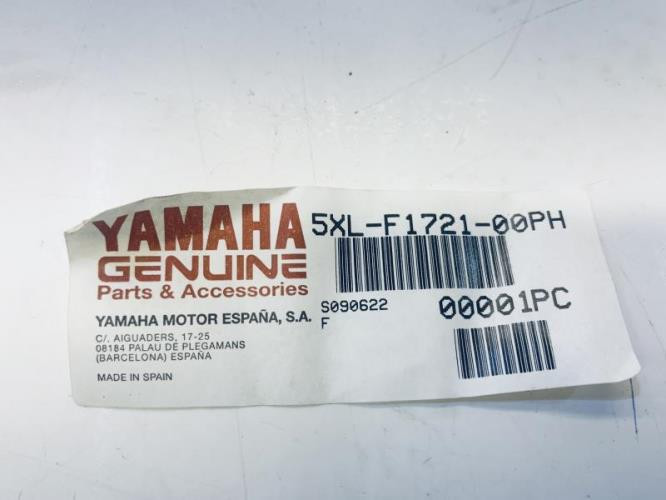 YAMAHA
GENUINE
Parts & Accessories
YAMAHA MOTOR ESPAÑA, S.A.
C/. AIGUADERS, 17-25
08184 PALAU DE PLEGAMANS
(BARCELONA) ESPAÑA
MADE IN SPAIN
5XL-F1721-00PH
S090622
F
00001PC